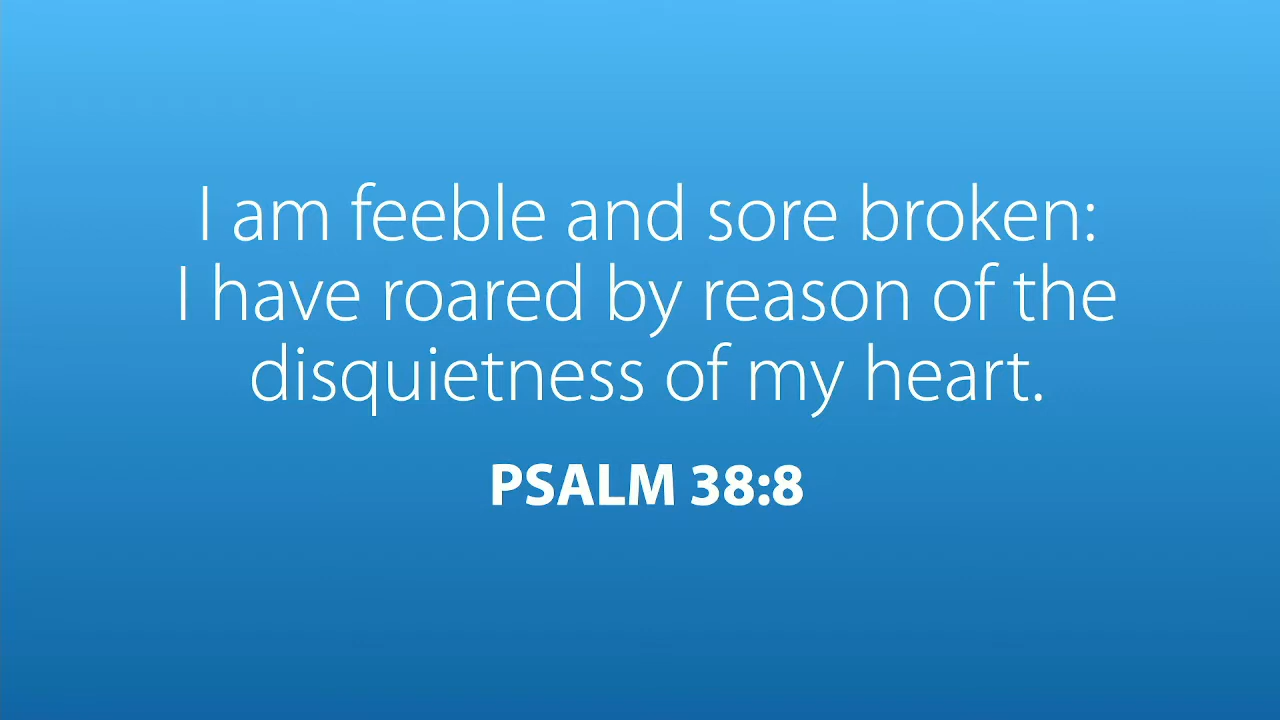 I am feeble and sore broken:
I have roared by reason of the
disquietness of my heart.
PSALM 38:8